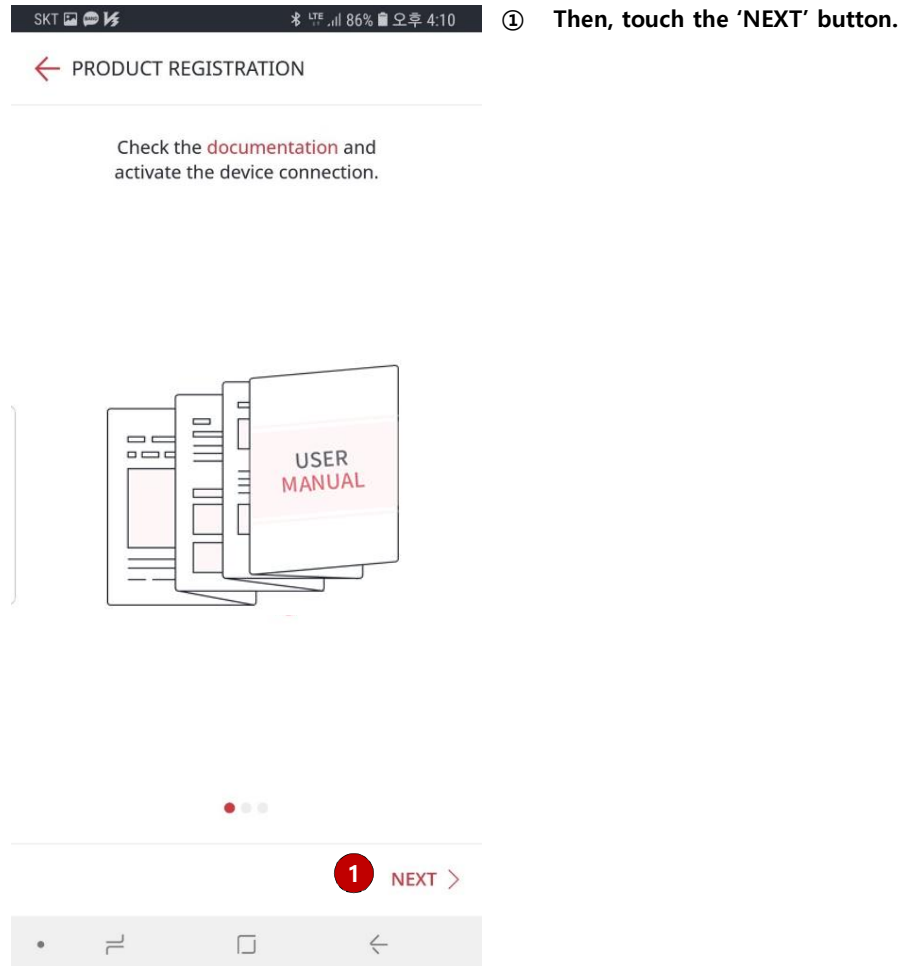 SKT LTE 86% 오후 4:10
PRODUCT REGISTRATION
Check the documentation and
activate the device connection.
USER
MANUAL
1 NEXT
① Then, touch the ‘NEXT’ button.